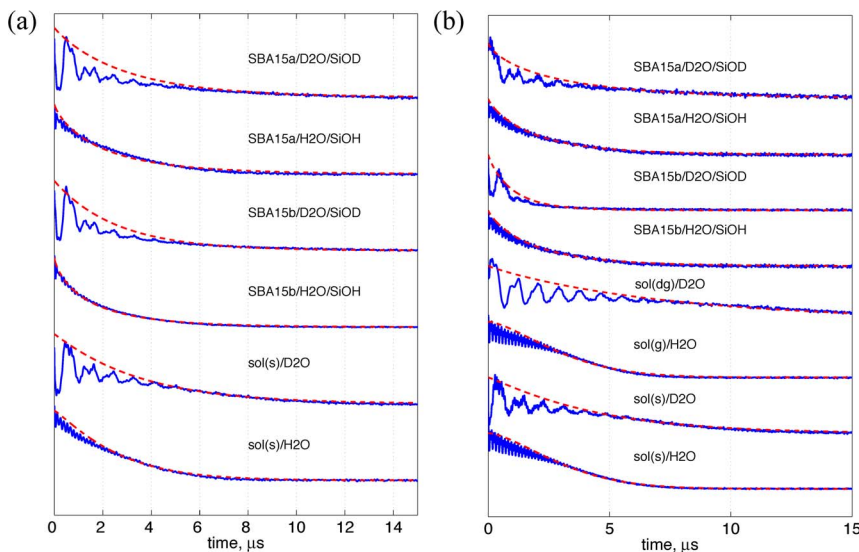 (a)
SBA15a/D2O/SiOD
SBA15a/H2O/SiOH
SBA15b/D2O/SiOD
SBA15b/H2O/SiOH
sol(s)/D2O
sol(s)/H2O
0 2 4 6 8 10 12 14
time, μs
(b)
SBA15a/D2O/SiOD
SBA15a/H2O/SiOH
SBA15b/D2O/SiOD
SBA15b/H2O/SiOH
sol(dg)/D2O
sol(g)/H2O
sol(s)/D2O
sol(s)/H2O
0 5 10 15
time, μs